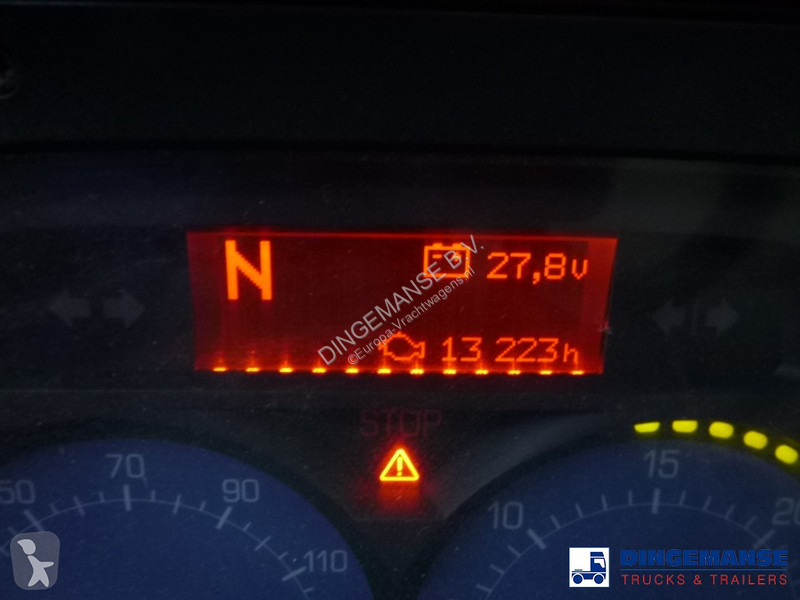 N
27,8v
13 223h
DINGEMANSE B.V.
©Europa-Vrachtwagens.nl
STOP
50
70
90
110
10
15
20
DINGEMANSE
TRUCKS & TRAILERS